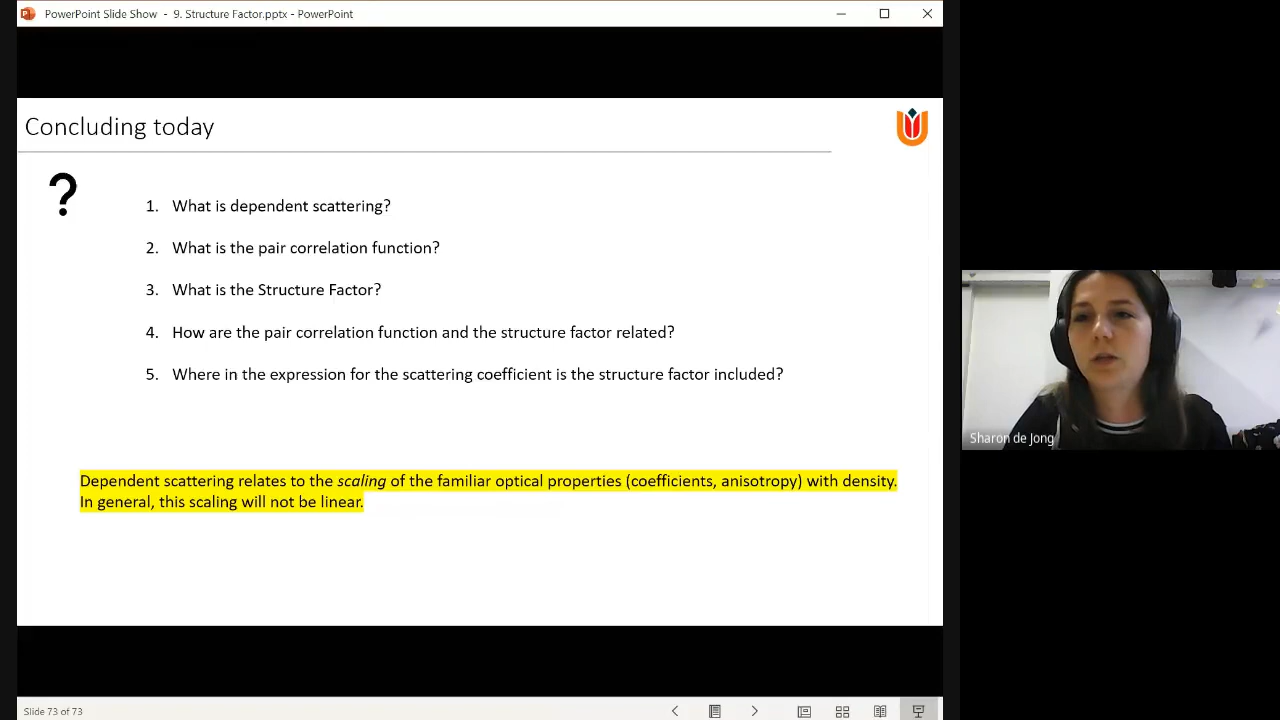 PowerPoint Slide Show - 9. Structure Factor.pptx - PowerPoint
Concluding today
?
1. What is dependent scattering?
2. What is the pair correlation function?
3. What is the Structure Factor?
4. How are the pair correlation function and the structure factor related?
5. Where in the expression for the scattering coefficient is the structure factor included?
Sharon de Jong
Dependent scattering relates to the scaling of the familiar optical properties (coefficients, anisotropy) with density.
In general, this scaling will not be linear.
Slide 73 of 73